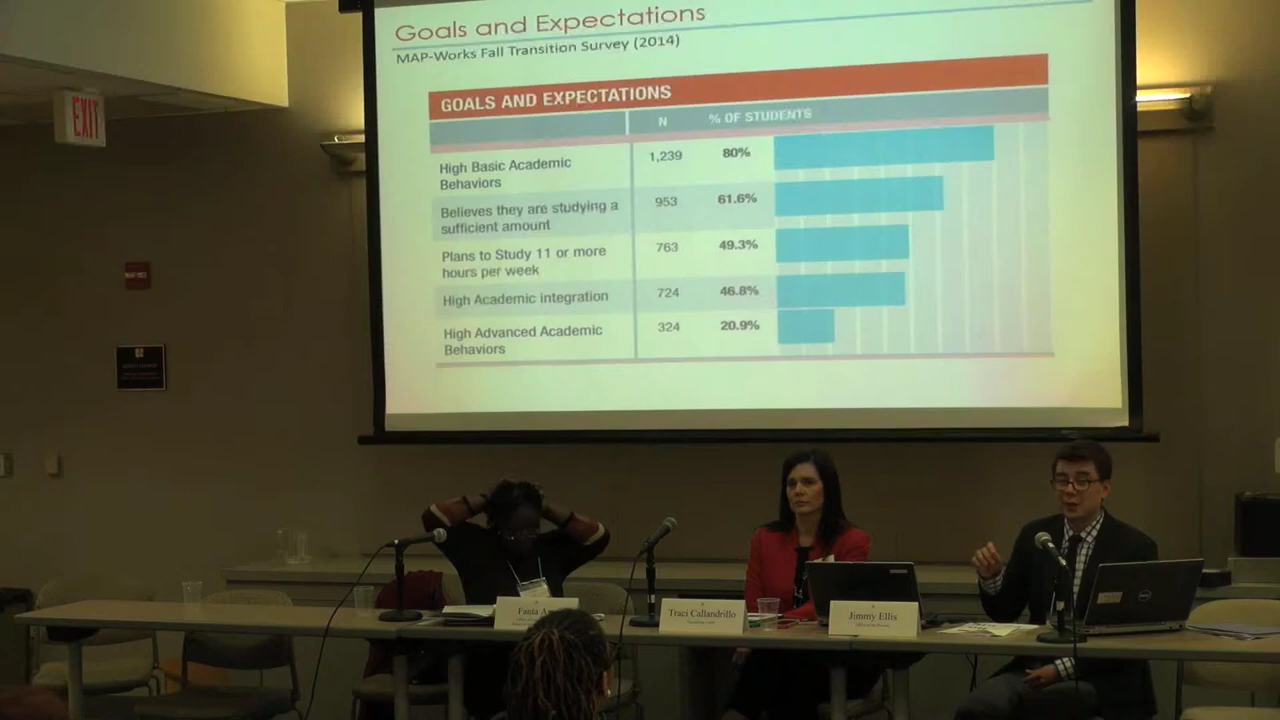 Goals and Expectations
MAP-Works Fall Transition Survey (2014)
GOALS AND EXPECTATIONS
N % OF STUDENTS
High Basic Academic
Behaviors
1,239 80%
Believes they are studying a
sufficient amount
953 61.6%
Plans to Study 11 or more
hours per week
763 49.3%
High Academic integration 724 46.8%
High Advanced Academic
Behaviors
324 20.9%
EXIT
Fanta
Traci Callandrillo
Jimmy Ellis
DELL